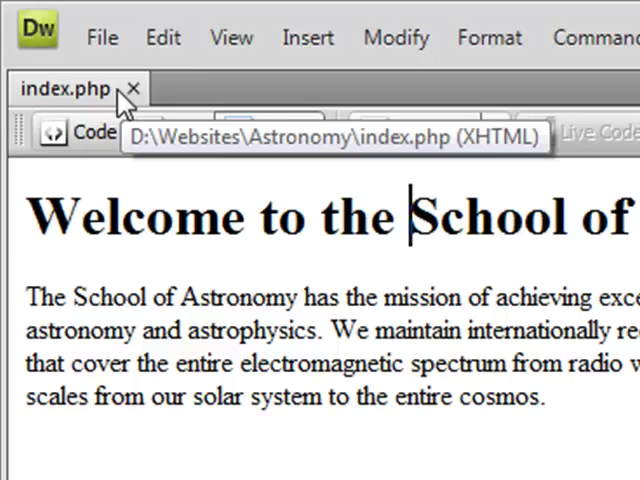 Dw File Edit View Insert Modify Format Comman
index.php
Code Live Code
D:\Websites\Astronomy\index.php (XHTML)
Welcome to the School of
The School of Astronomy has the mission of achieving exce
astronomy and astrophysics. We maintain internationally re
that cover the entire electromagnetic spectrum from radio w
scales from our solar system to the entire cosmos.